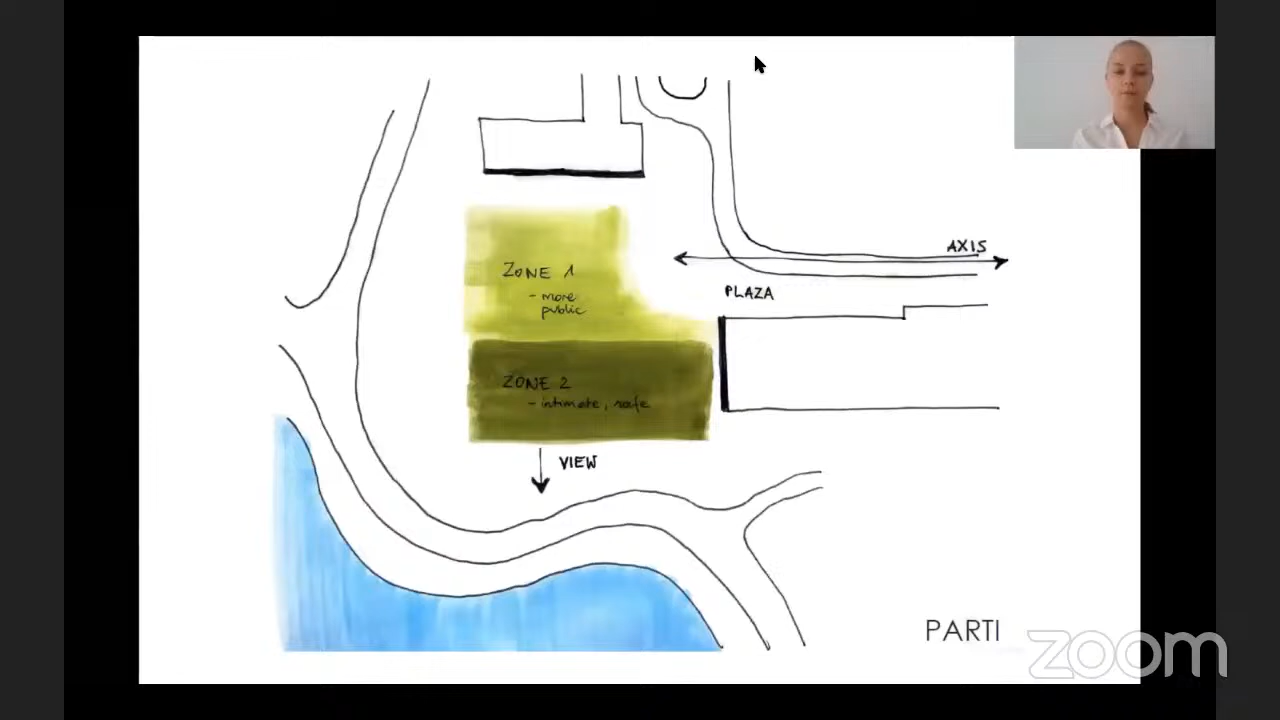 AXIS
PLAZA
ZONE 1
- more
public
ZONE 2
- intimate, safe
VIEW
PARTI
zoom